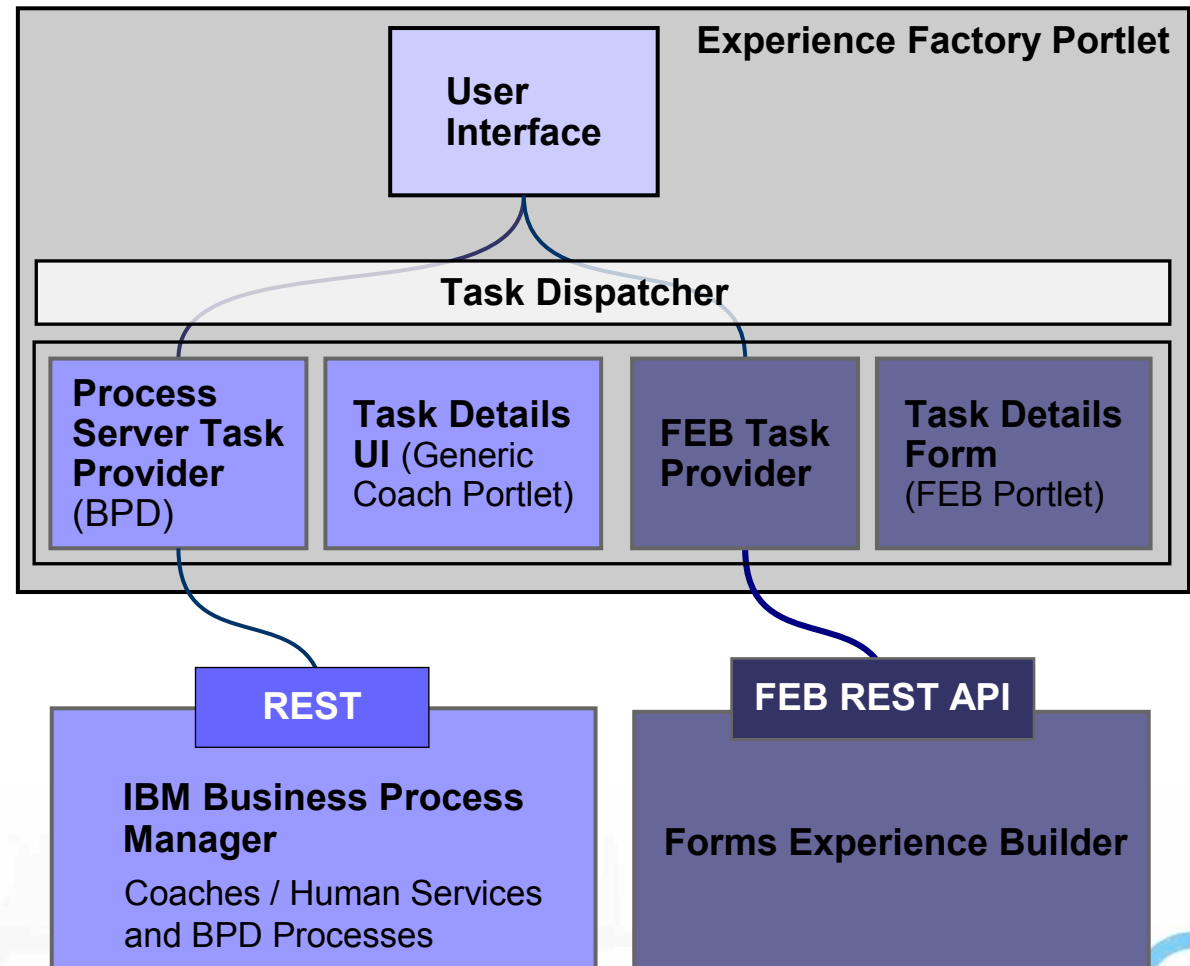 Experience Factory Portlet
User
Interface
Task Dispatcher
Process
Server Task
Provider
(BPD)
Task Details
UI (Generic
Coach Portlet)
FEB Task
Provider
Task Details
Form
(FEB Portlet)
REST
IBM Business Process
Manager
Coaches / Human Services
and BPD Processes
FEB REST API
Forms Experience Builder